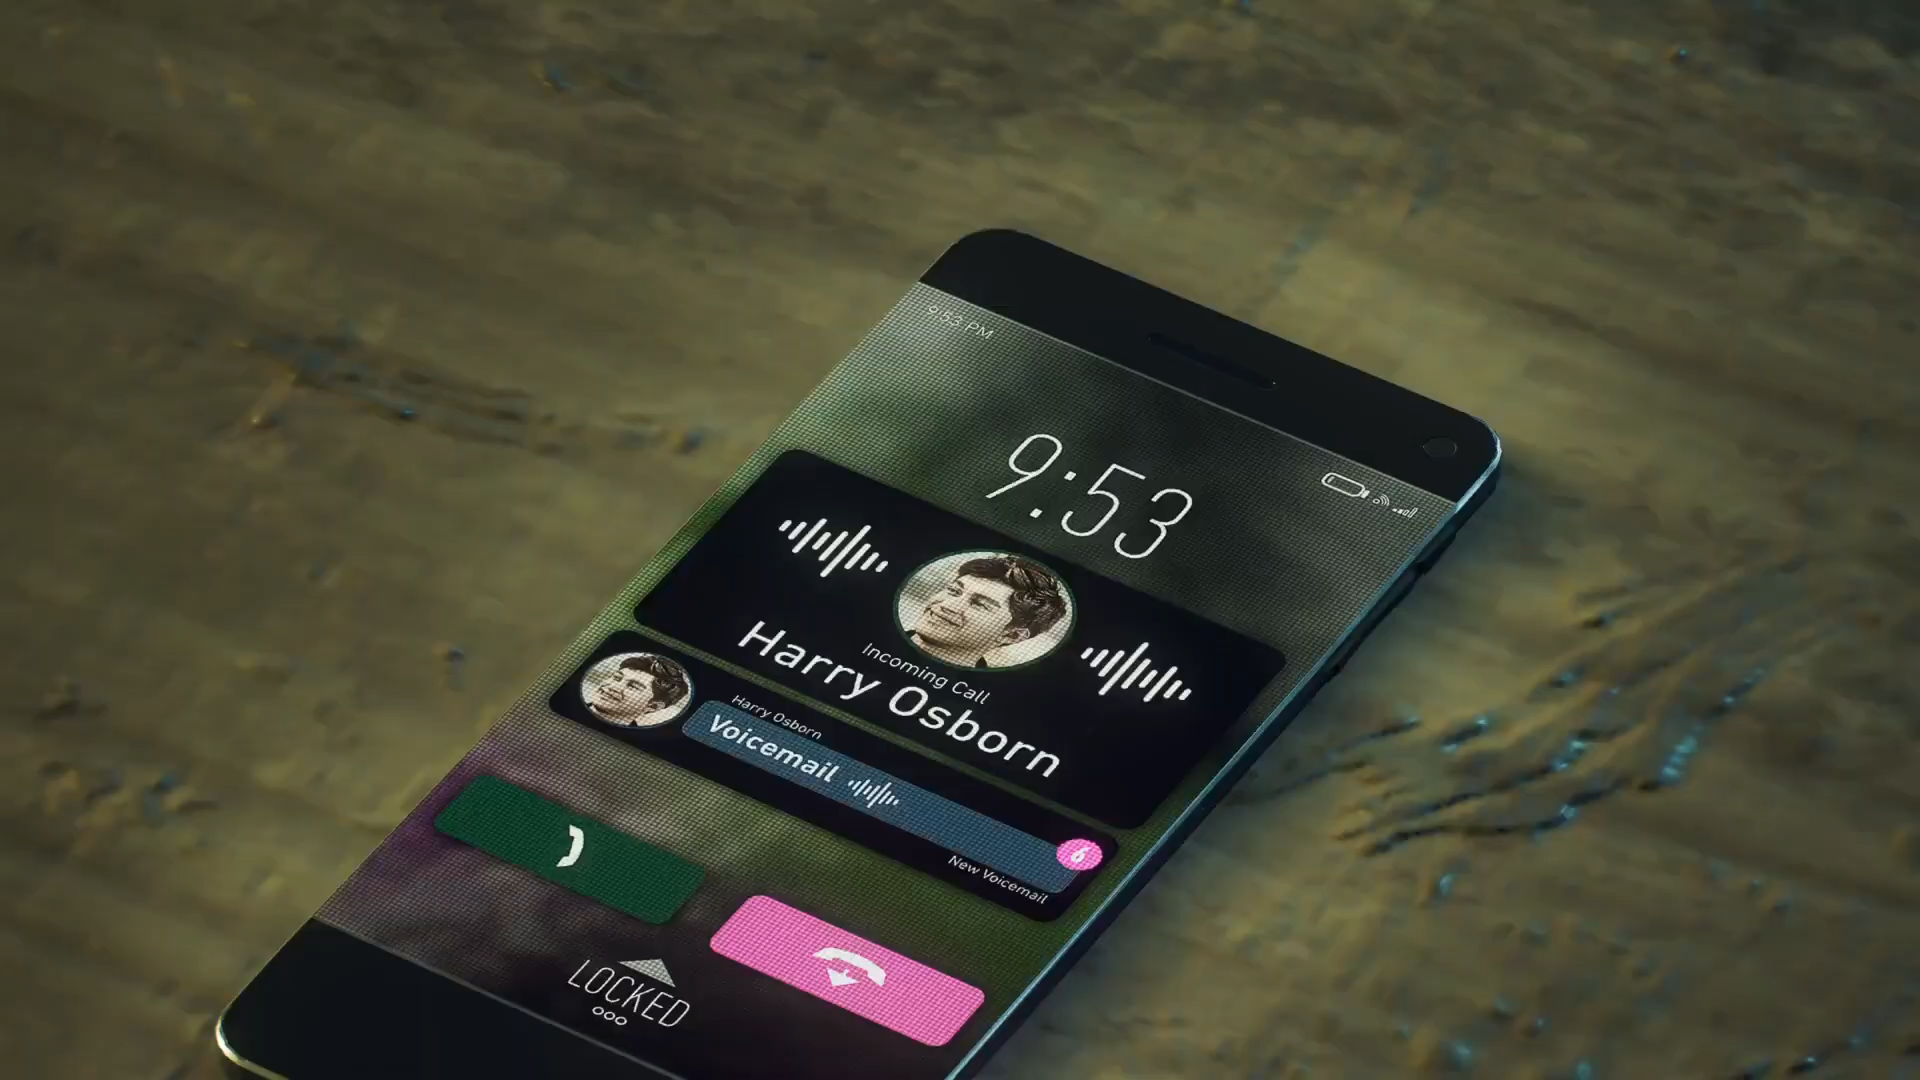 9:53 PM
9:53
Incoming Call
Harry Osborn
Harry Osborn
Voicemail
6
New Voicemail
LOCKED